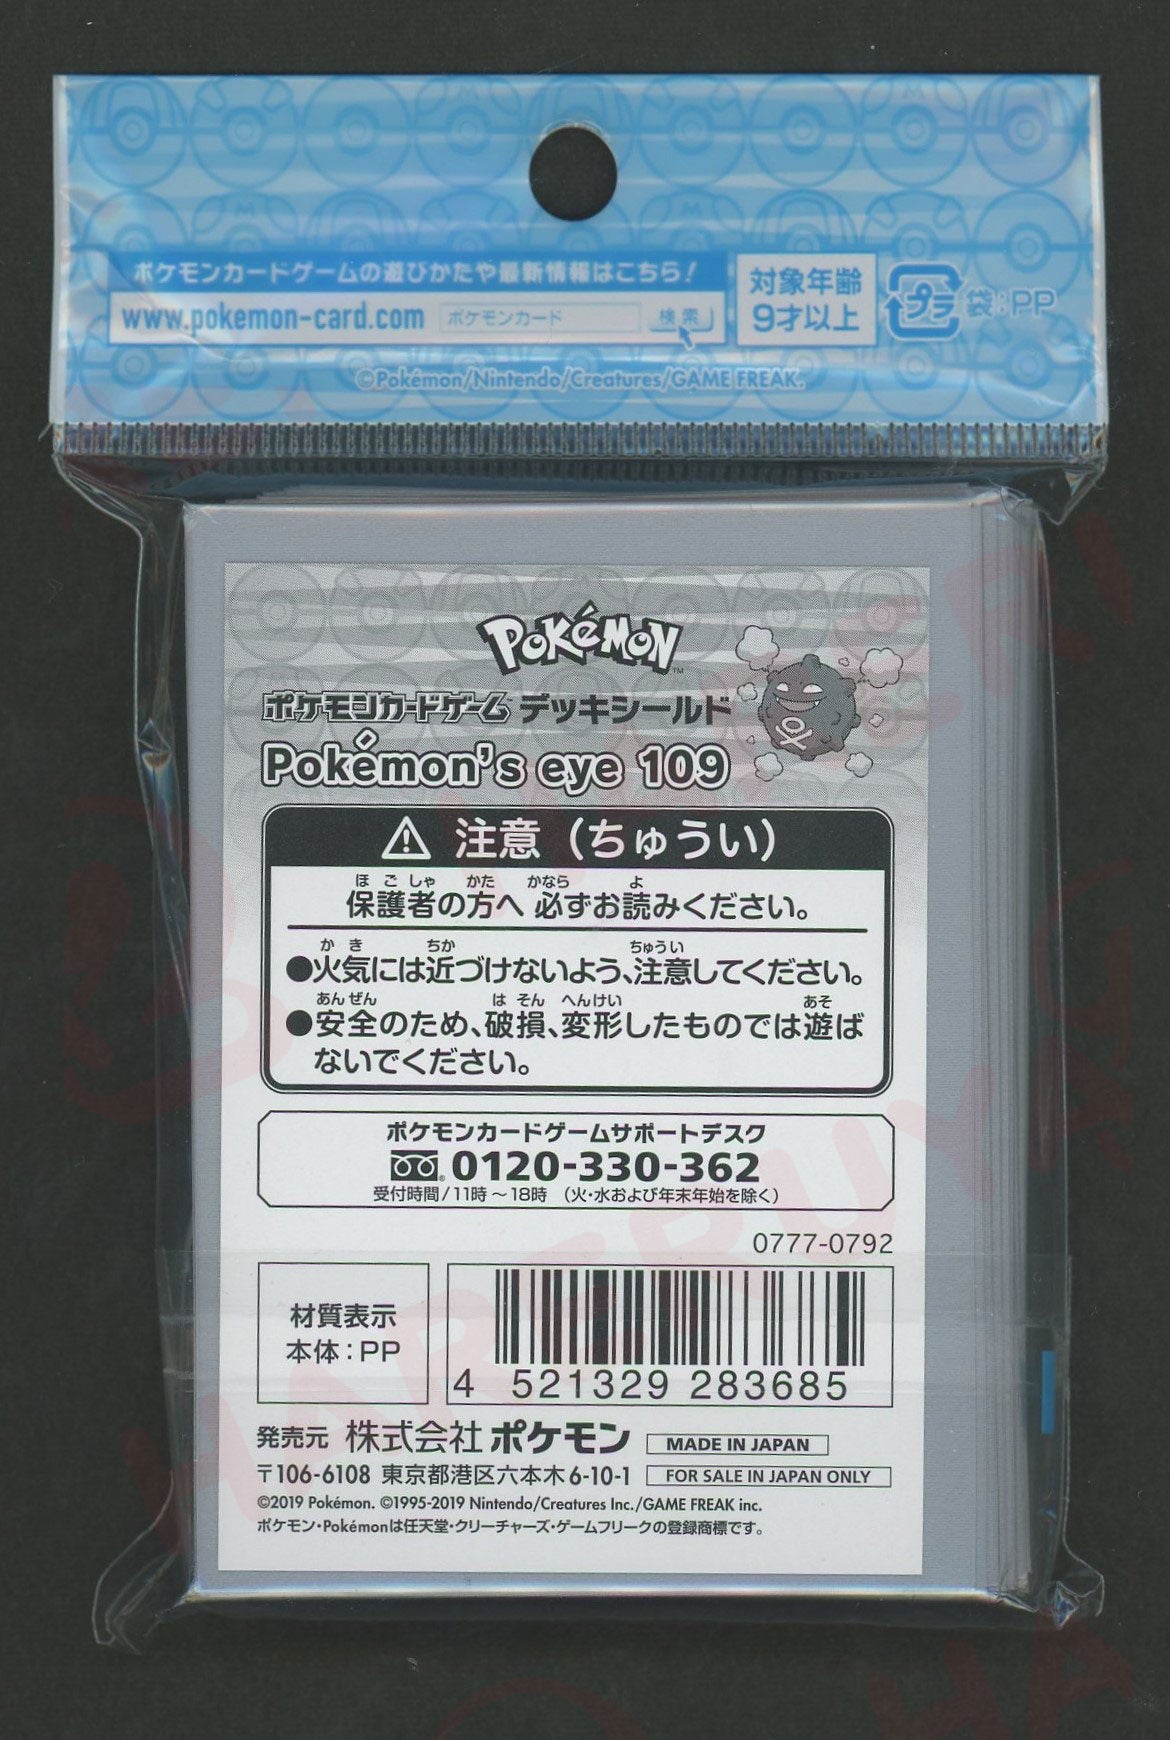 ポケモンカードゲームの遊びかたや最新情報はこちら!
www.pokemon-card.com ポケモンカード 検索
対象年齢
9才以上
プラ 袋:PP
©Pokémon/Nintendo/Creatures/GAME FREAK.
POKéMON™
ポケモンカードゲーム デッキシールド
Pokémon's eye 109
注意(ちゅうい)
ほごしゃ かた かなら よ
保護者の方へ 必ずお読みください。
かき ちか ちゅうい
●火気には近づけないよう、注意してください。
あんぜん はそん へんけい あそ
●安全のため、破損、変形したものでは遊ば
ないでください。
ポケモンカードゲームサポートデスク
0120-330-362
受付時間/11時~18時 (火・水および年末年始を除く)
0777-0792
材質表示
本体:PP
4 521329 283685
発売元 株式会社ポケモン MADE IN JAPAN
〒106-6108 東京都港区六本木6-10-1 FOR SALE IN JAPAN ONLY
©2019 Pokémon. ©1995-2019 Nintendo/Creatures Inc./GAME FREAK inc.
ポケモン・Pokémonは任天堂・クリーチャーズ・ゲームフリークの登録商標です。